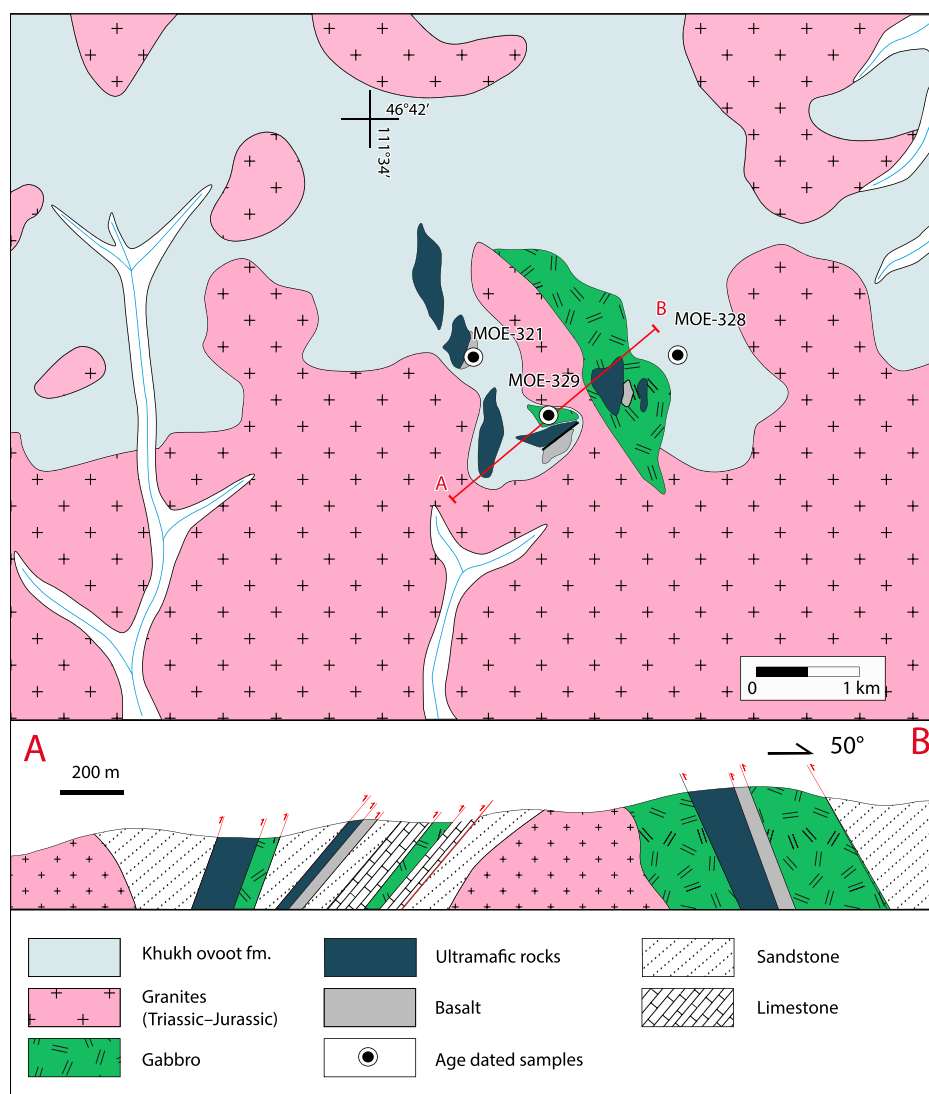 46°42'
111°34'
B
MOE-321
MOE-328
MOE-329
A
0
1 km
A
B
50°
200 m
Khukh ovoot fm.
Ultramafic rocks
Sandstone
Granites
(Triassic–Jurassic)
Basalt
Limestone
Gabbro
Age dated samples